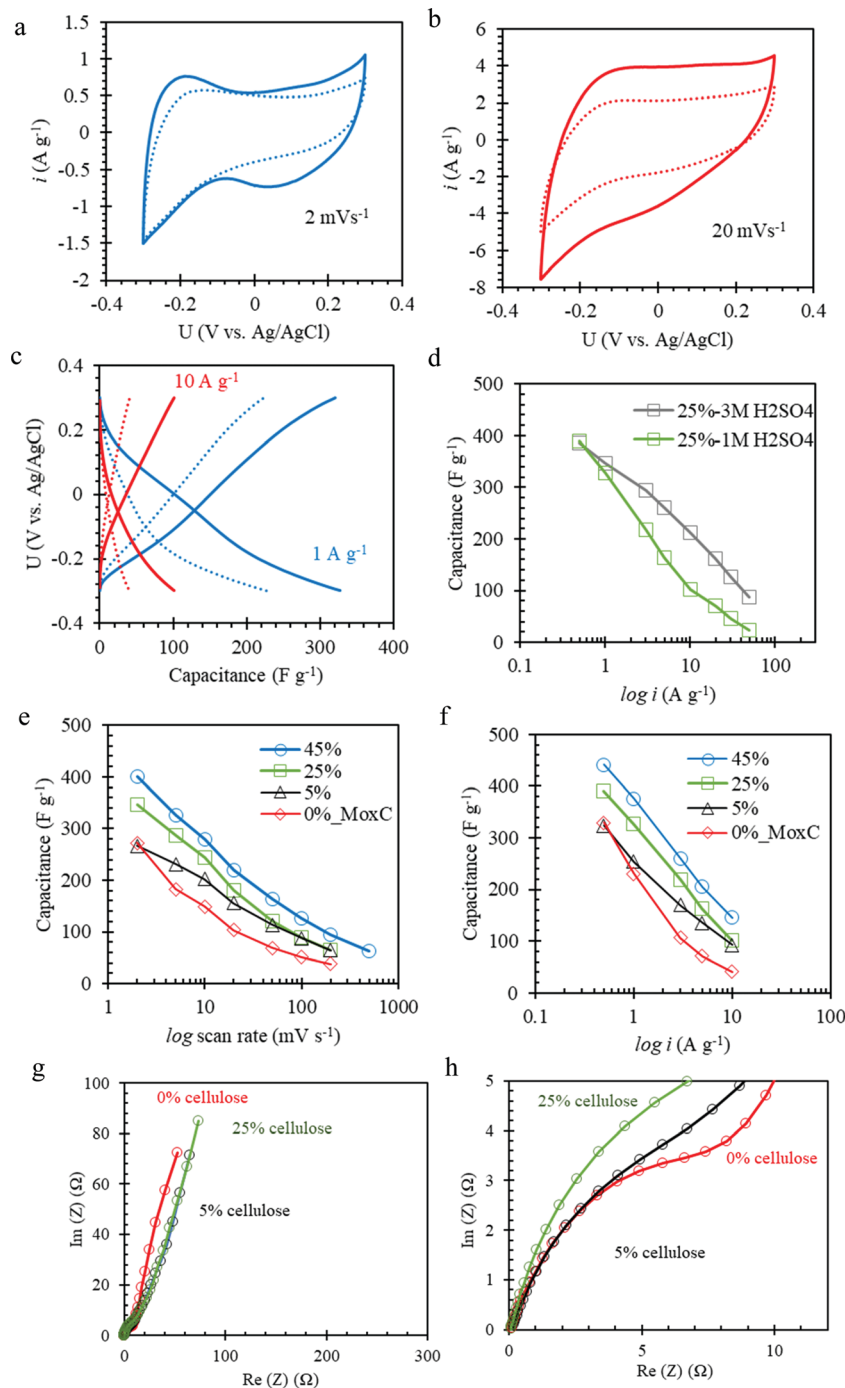 a
1.5
1
0.5
0
-0.5
-1
-1.5
-2
i (A g⁻¹)
2 mVs⁻¹
-0.4 -0.2 0 0.2 0.4
U (V vs. Ag/AgCl)
b
8
6
4
2
0
-2
-4
-6
-8
i (A g⁻¹)
20 mVs⁻¹
-0.4 -0.2 0 0.2 0.4
U (V vs. Ag/AgCl)
c
0.4
0.2
0
-0.2
-0.4
U (V vs. Ag/AgCl)
10 A g⁻¹
1 A g⁻¹
0 100 200 300 400
Capacitance (F g⁻¹)
d
500
400
300
200
100
0
Capacitance (F g⁻¹)
25%-3M H2SO4
25%-1M H2SO4
0.1 1 10 100
log i (A g⁻¹)
e
500
400
300
200
100
0
Capacitance (F g⁻¹)
45%
25%
5%
0%_MoxC
1 10 100 1000
log scan rate (mV s⁻¹)
f
500
400
300
200
100
0
Capacitance (F g⁻¹)
45%
25%
5%
0%_MoxC
0.1 1 10 100
log i (A g⁻¹)
g
100
80
60
40
20
0
Im (Z) (Ω)
0% cellulose
25% cellulose
5% cellulose
0 100 200 300
Re (Z) (Ω)
h
5
4
3
2
1
0
Im (Z) (Ω)
25% cellulose
0% cellulose
5% cellulose
0 5 10
Re (Z) (Ω)